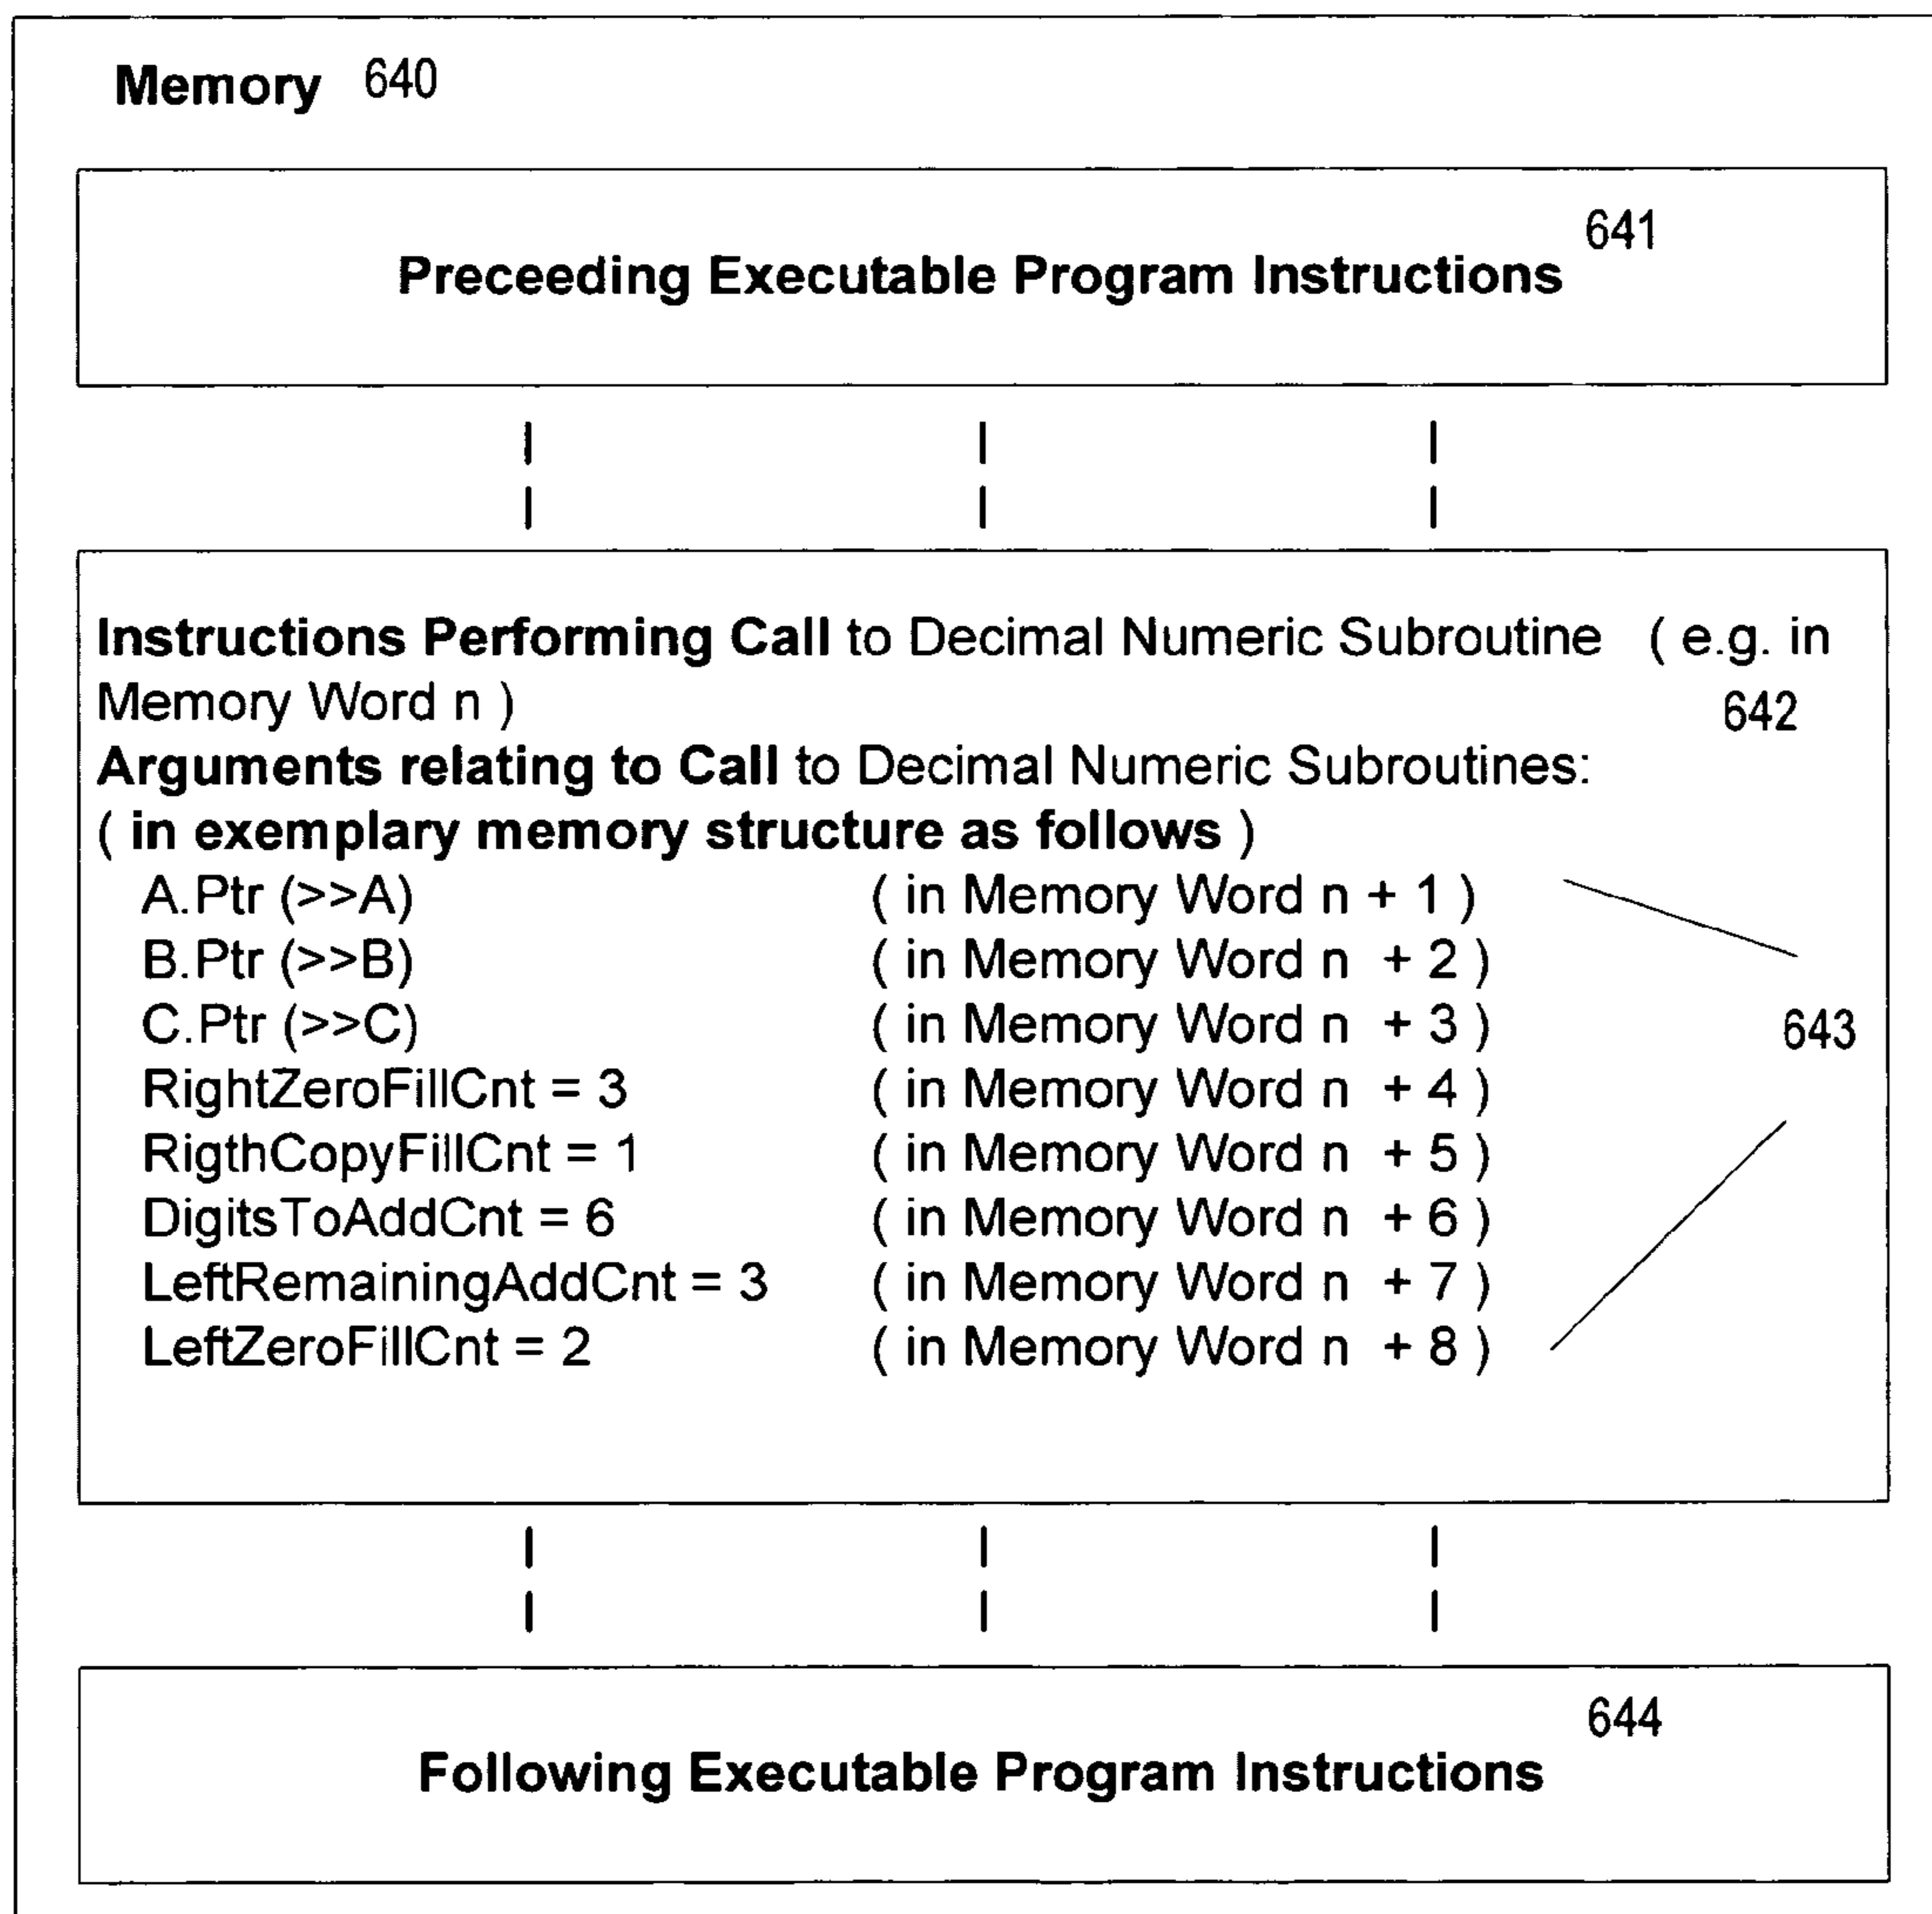 Memory 640
641
Preceeding Executable Program Instructions
Instructions Performing Call to Decimal Numeric Subroutine ( e.g. in
Memory Word n )
642
Arguments relating to Call to Decimal Numeric Subroutines:
( in exemplary memory structure as follows )
A.Ptr (>>A) ( in Memory Word n + 1 )
B.Ptr (>>B) ( in Memory Word n + 2 )
C.Ptr (>>C) ( in Memory Word n + 3 )
643
RightZeroFillCnt = 3 ( in Memory Word n + 4 )
RigthCopyFillCnt = 1 ( in Memory Word n + 5 )
DigitsToAddCnt = 6 ( in Memory Word n + 6 )
LeftRemainingAddCnt = 3 ( in Memory Word n + 7 )
LeftZeroFillCnt = 2 ( in Memory Word n + 8 )
644
Following Executable Program Instructions